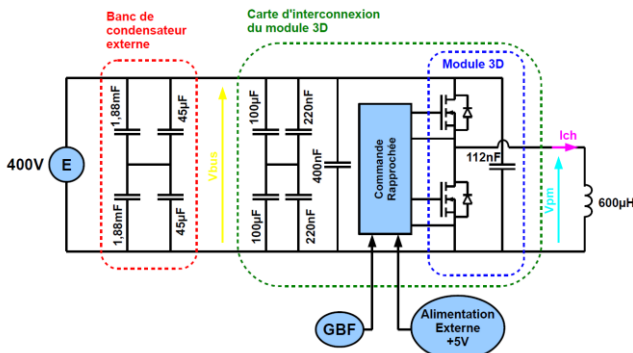 Banc de
condensateur
externe
Carte d'interconnexion
du module 3D
Module 3D
1,88mF
45µF
100µF
220nF
400V
E
Vbus
400nF
Commande
Rapprochée
112nF
Ich
Vpm
600µH
1,88mF
45µF
100µF
220nF
GBF
Alimentation
Externe
+5V